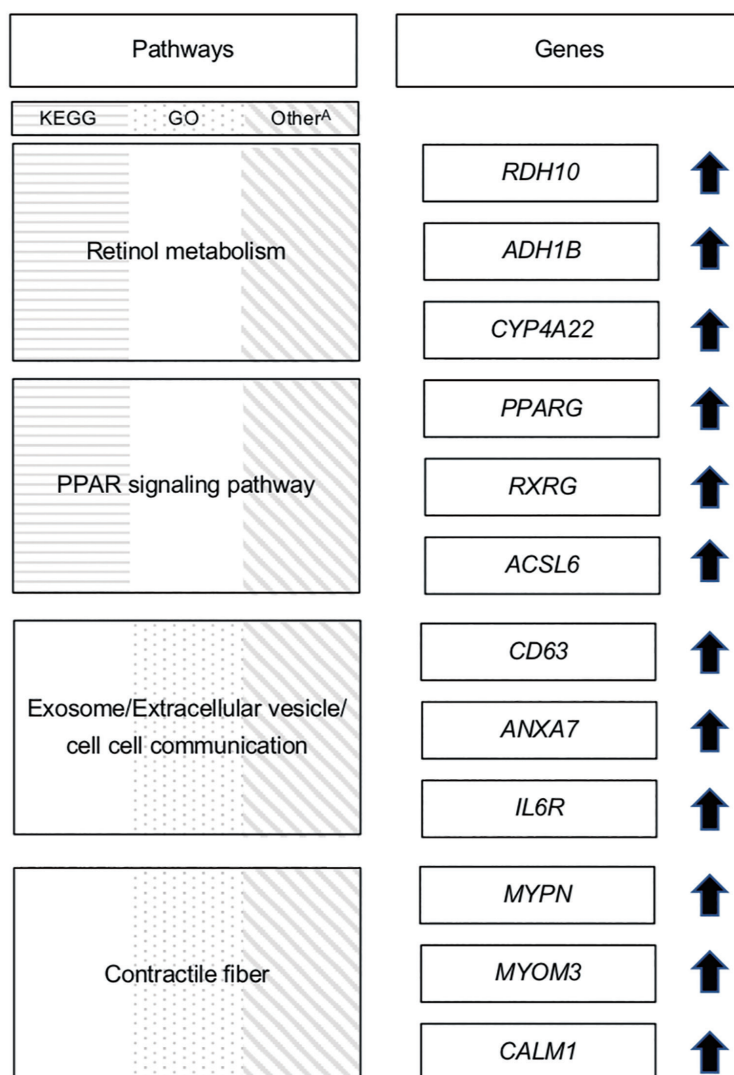 Pathways
Genes
KEGG GO Otherᴬ
Retinol metabolism
RDH10
ADH1B
CYP4A22
PPAR signaling pathway
PPARG
RXRG
ACSL6
Exosome/Extracellular vesicle/
cell cell communication
CD63
ANXA7
IL6R
Contractile fiber
MYPN
MYOM3
CALM1